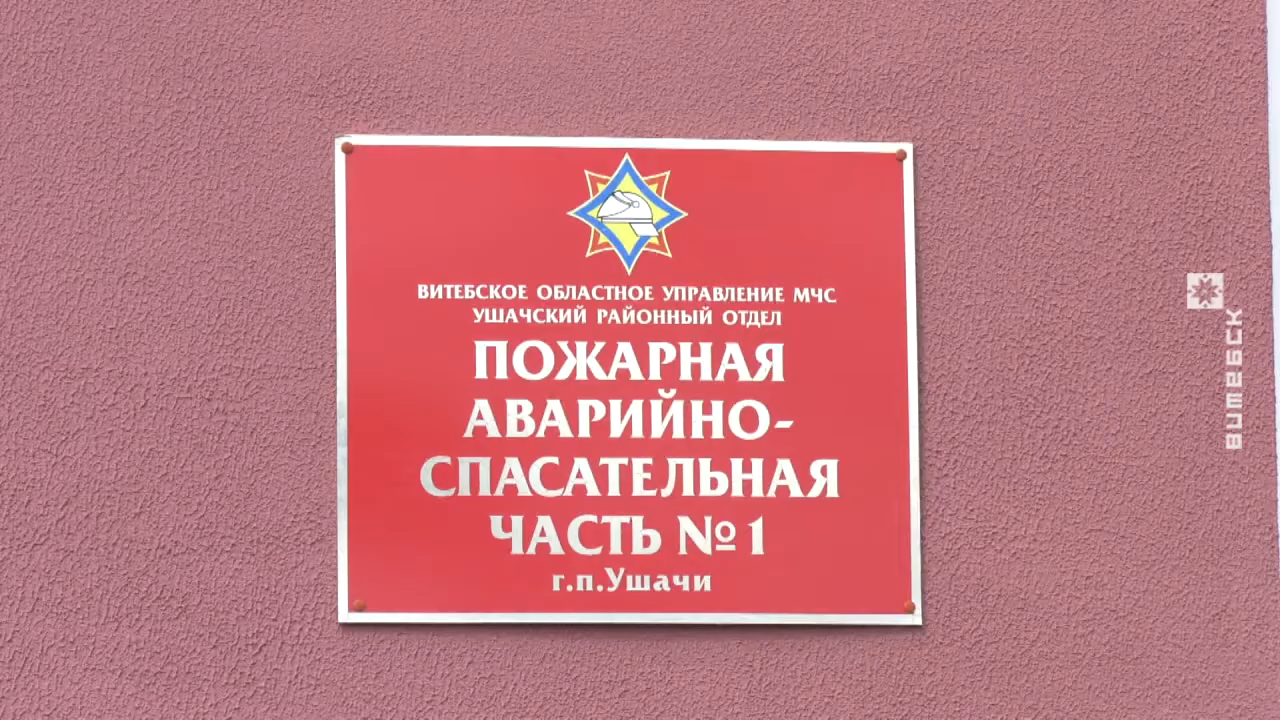 ВИТЕБСКОЕ ОБЛАСТНОЕ УПРАВЛЕНИЕ МЧС
УШАЧСКИЙ РАЙОННЫЙ ОТДЕЛ
ПОЖАРНАЯ
АВАРИЙНО-
СПАСАТЕЛЬНАЯ
ЧАСТЬ №1
г.п.Ушачи
ВИТЕБСК